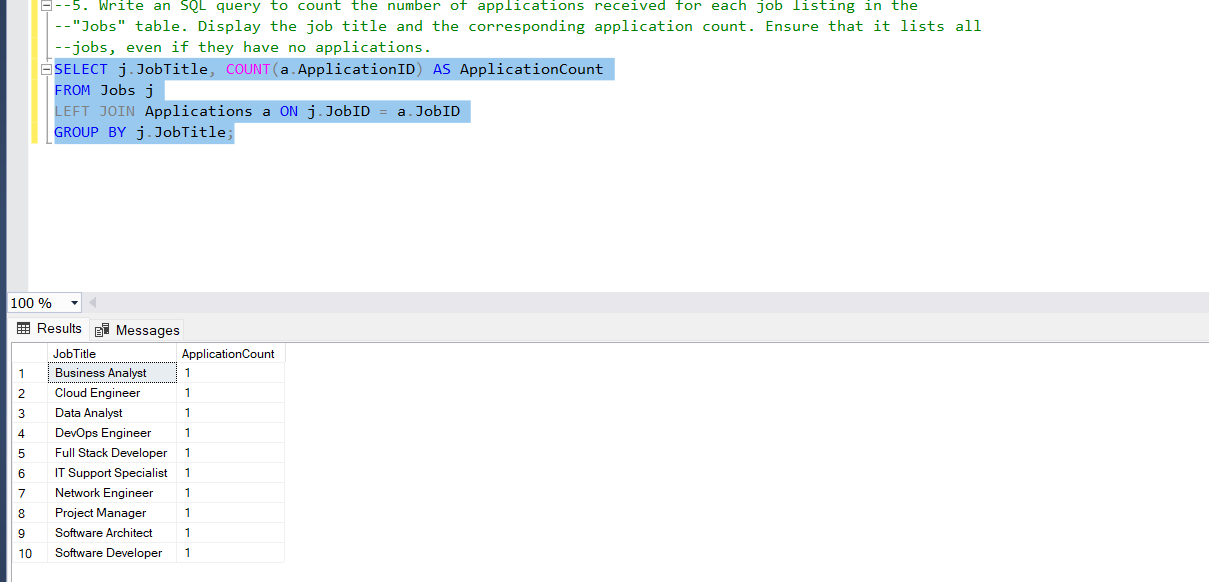 --5. Write an SQL query to count the number of applications received for each job listing in the
--"Jobs" table. Display the job title and the corresponding application count. Ensure that it lists all
--jobs, even if they have no applications.
SELECT j.JobTitle, COUNT(a.ApplicationID) AS ApplicationCount
FROM Jobs j
LEFT JOIN Applications a ON j.JobID = a.JobID
GROUP BY j.JobTitle;
100 %
Results Messages
JobTitle ApplicationCount
1 Business Analyst 1
2 Cloud Engineer 1
3 Data Analyst 1
4 DevOps Engineer 1
5 Full Stack Developer 1
6 IT Support Specialist 1
7 Network Engineer 1
8 Project Manager 1
9 Software Architect 1
10 Software Developer 1